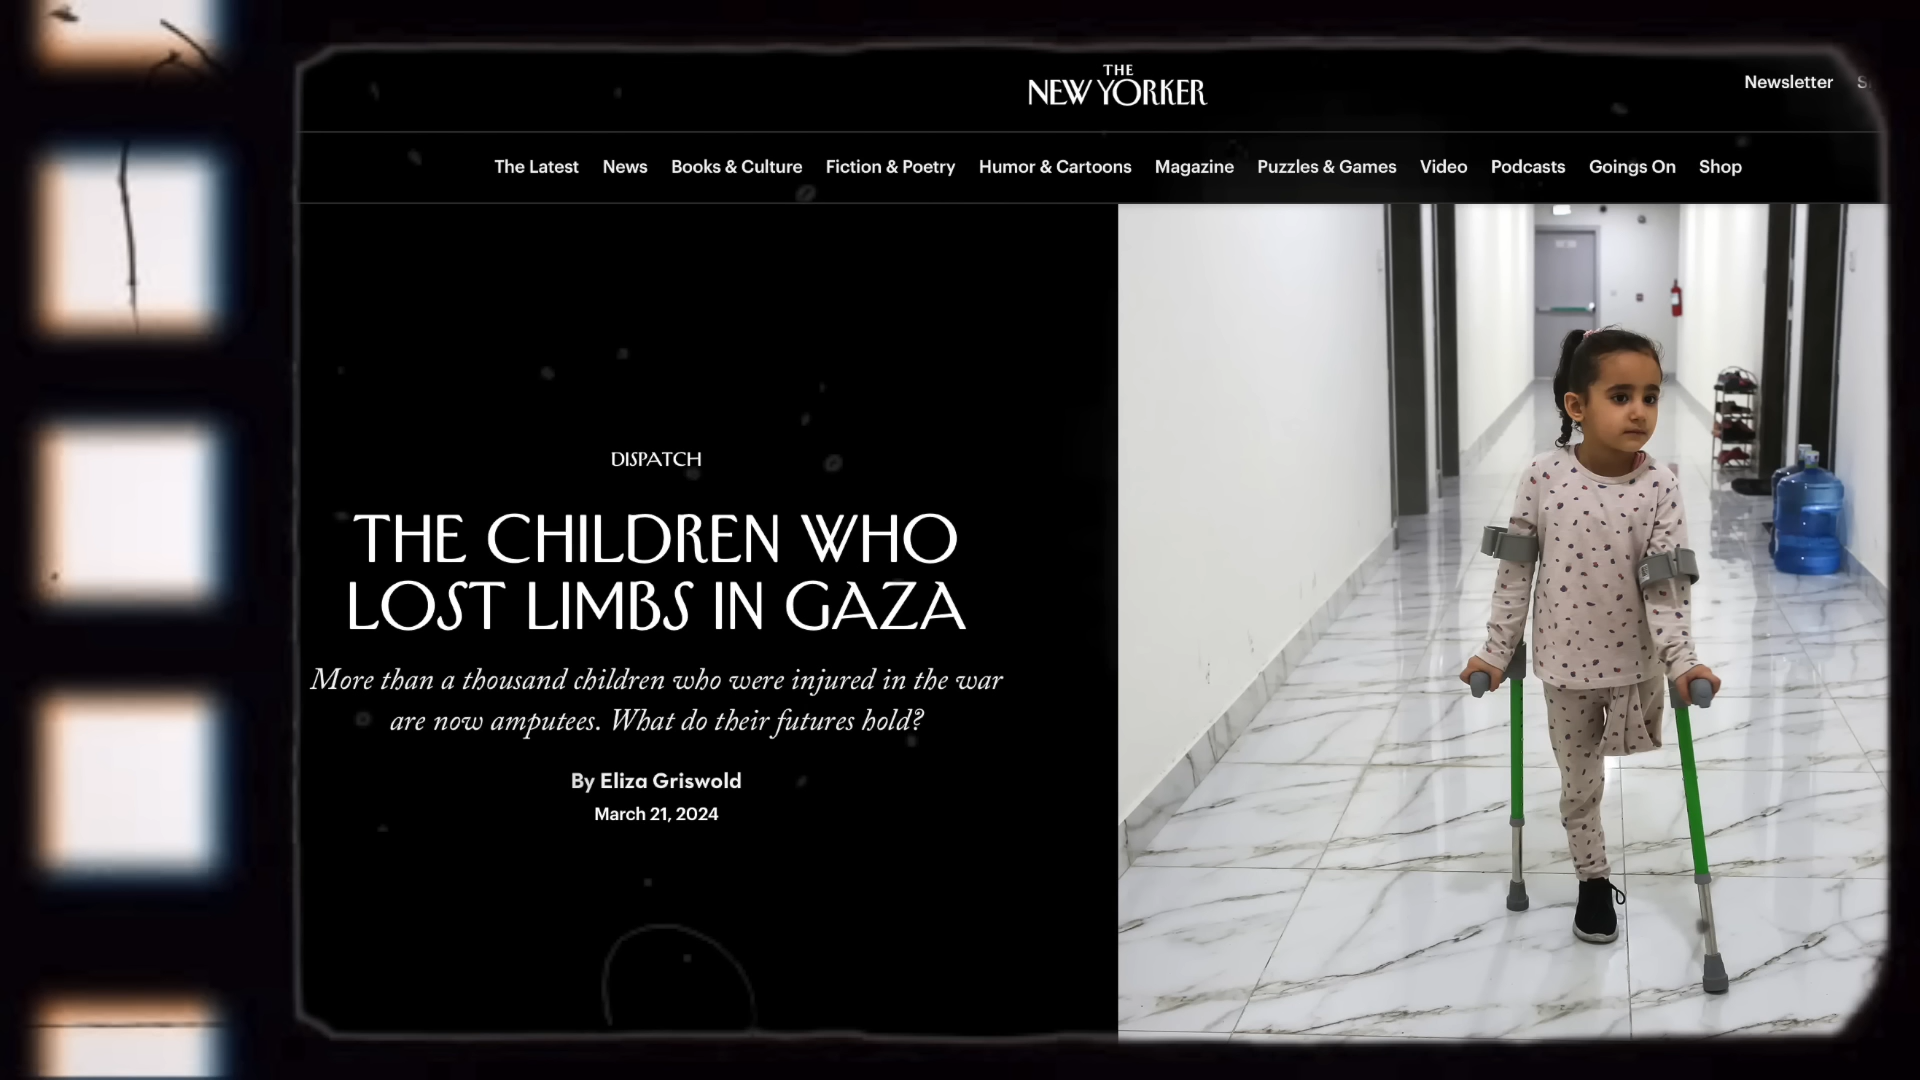 THE
NEW YORKER
Newsletter
The Latest News Books & Culture Fiction & Poetry Humor & Cartoons Magazine Puzzles & Games Video Podcasts Goings On Shop
DISPATCH
THE CHILDREN WHO
LOST LIMBS IN GAZA
More than a thousand children who were injured in the war
are now amputees. What do their futures hold?
By Eliza Griswold
March 21, 2024